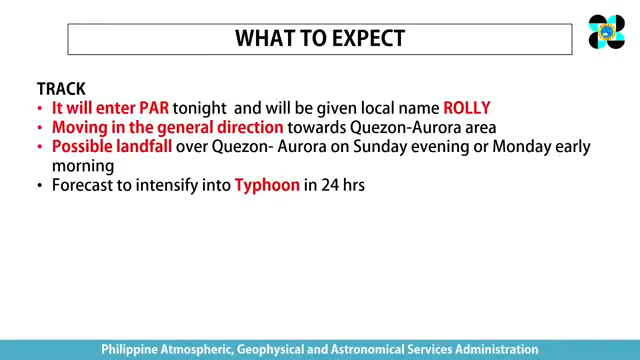 WHAT TO EXPECT
TRACK
• It will enter PAR tonight and will be given local name ROLLY
• Moving in the general direction towards Quezon-Aurora area
• Possible landfall over Quezon- Aurora on Sunday evening or Monday early
morning
• Forecast to intensify into Typhoon in 24 hrs
Philippine Atmospheric, Geophysical and Astronomical Services Administration